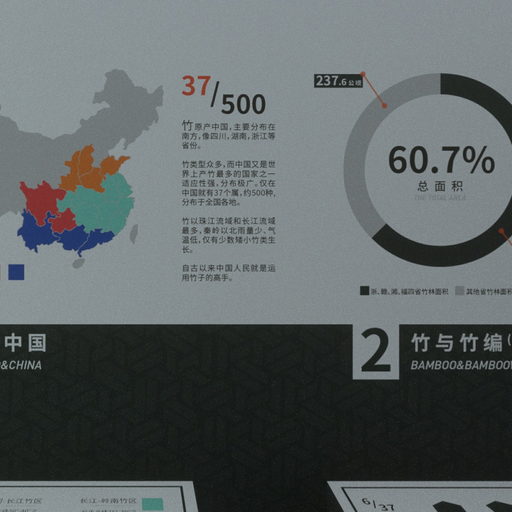 37/500
竹原产中国,主要分布在
南方,像四川,湖南,浙江等
省份。
竹类型众多,而中国又是世
界上产竹最多的国家之一
适应性强,分布极广。仅在
中国就有37个属,约500种,
分布于全国各地。
竹以珠江流域和长江流域
最多,秦岭以北雨量少、气
温低,仅有少数矮小竹类生
长。
自古以来中国人民就是运
用竹子的高手。
237.6公顷
60.7%
总面积
THE TOTAL AREA
浙、赣、湘、福四省竹林面积
其他省竹林面积
中国
&CHINA
2
竹与竹编(
BAMBOO&BAMBOO
长江-岭南竹区
6/37